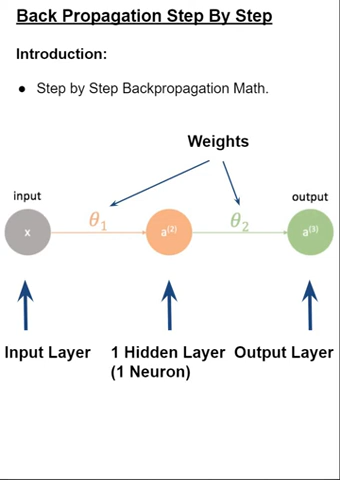 Back Propagation Step By Step
Introduction:
● Step by Step Backpropagation Math.
Weights
input
output
x
θ1
a(2)
θ2
a(3)
Input Layer
1 Hidden Layer
(1 Neuron)
Output Layer